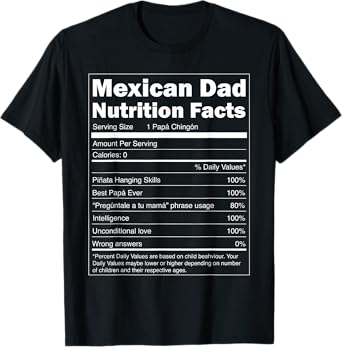 Mexican Dad
Nutrition Facts
Serving Size 1 Papá Chingón
Amount Per Serving
Calories: 0
% Daily Values*
Piñata Hanging Skills 100%
Best Papá Ever 100%
"Pregúntale a tu mamá" phrase usage 80%
Intelligence 100%
Unconditional love 100%
Wrong answers 0%
*Percent Daily Values are based on child beahviour. Your
Daily Values maybe lower or higher depending on number
of children and their respective ages.